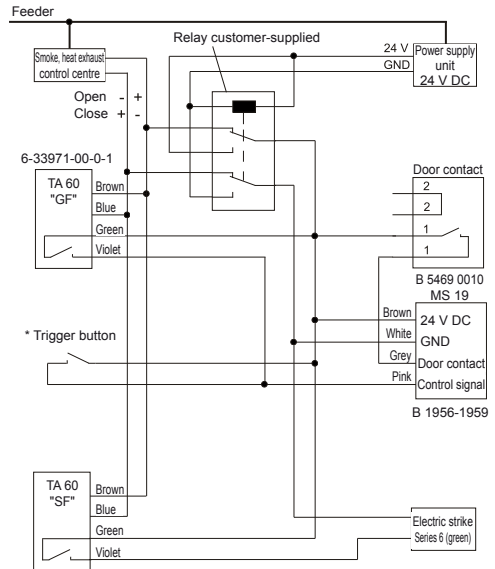 Feeder
Relay customer-supplied
Smoke, heat exhaust
control centre
24 V
GND
Power supply
unit
24 V DC
Open - +
Close + -
6-33971-00-0-1
TA 60
"GF"
Brown
Blue
Green
Violet
Door contact
2
2
1
1
B 5469 0010
MS 19
Brown
24 V DC
White
GND
Grey
Door contact
Pink
Control signal
B 1956-1959
* Trigger button
TA 60
"SF"
Brown
Blue
Green
Violet
Electric strike
Series 6 (green)